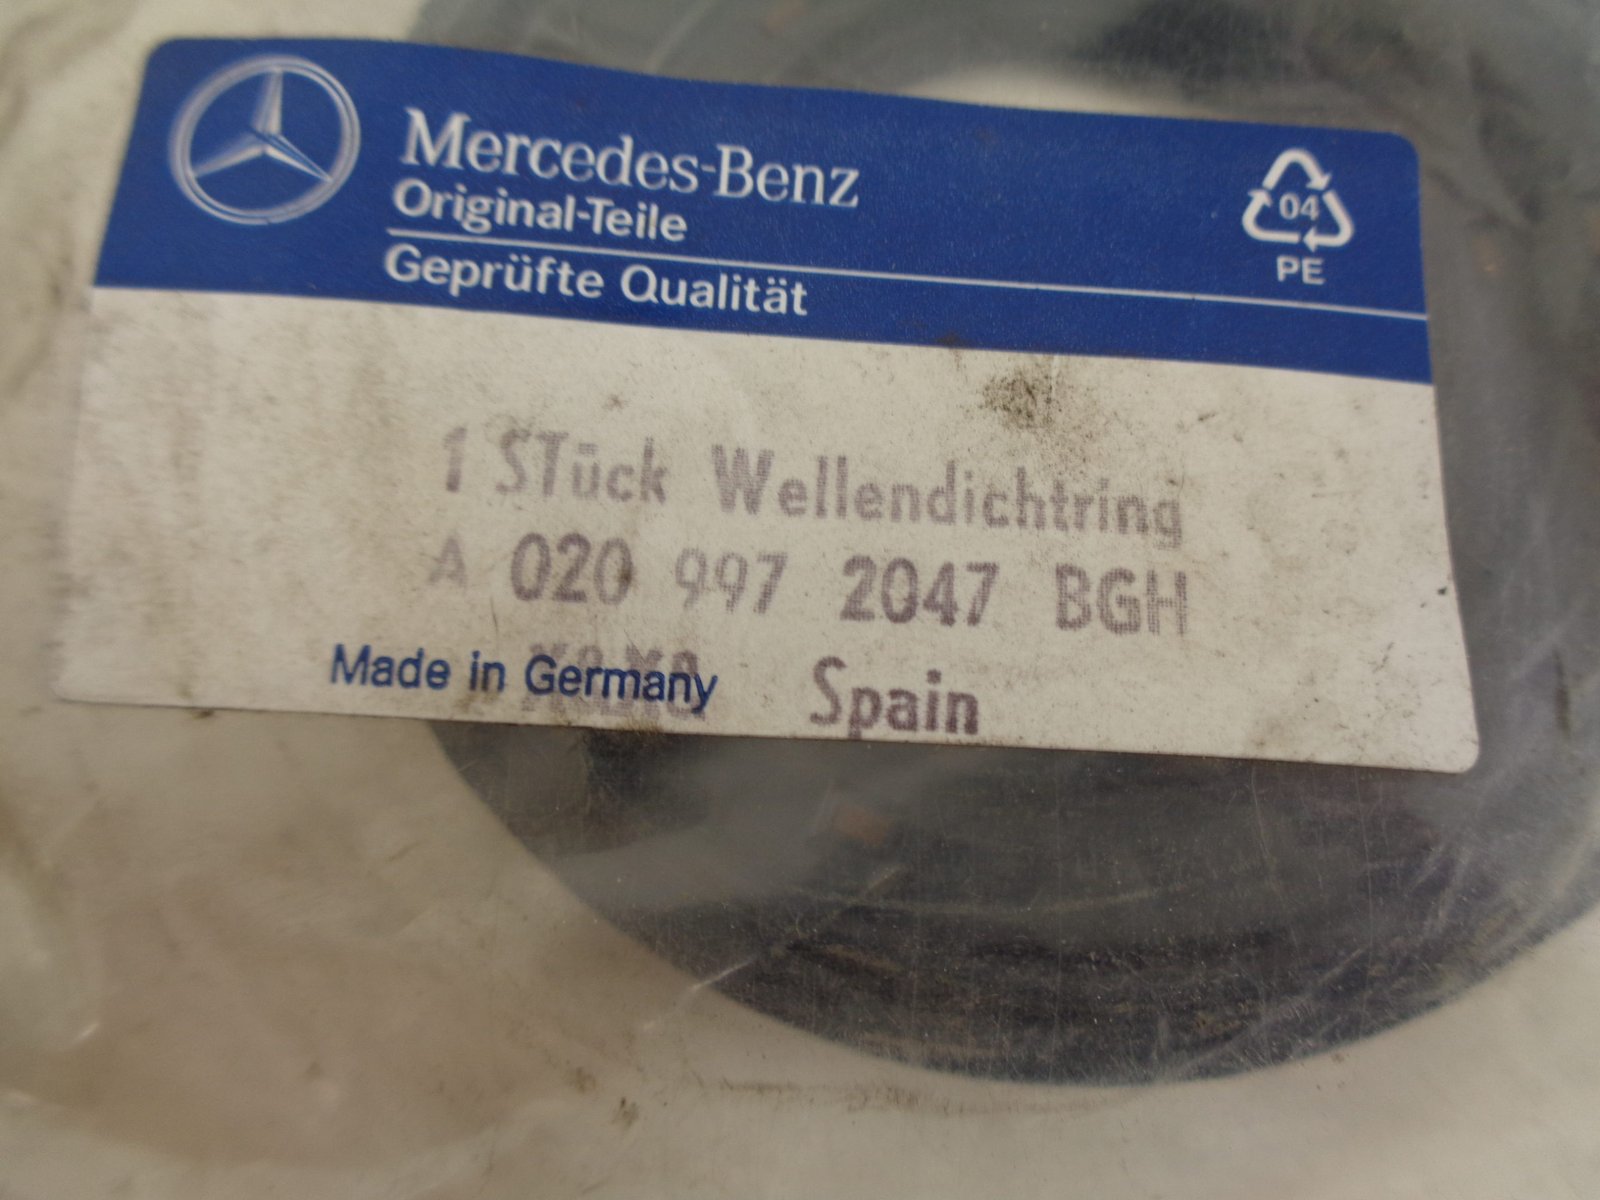 Mercedes-Benz
Original-Teile
Geprüfte Qualität
04
PE
1 STück Wellendichtring
A 020 997 2047 BGH
Made in Germany Spain